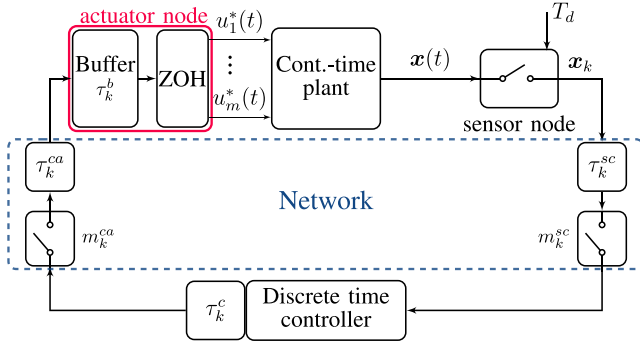 actuator node
Buffer
τ_k^b
ZOH
u_1^*(t)
⋮
u_m^*(t)
Cont.-time
plant
x(t)
T_d
x_k
sensor node
τ_k^{ca}
τ_k^{sc}
Network
m_k^{ca}
m_k^{sc}
τ_k^c
Discrete time
controller